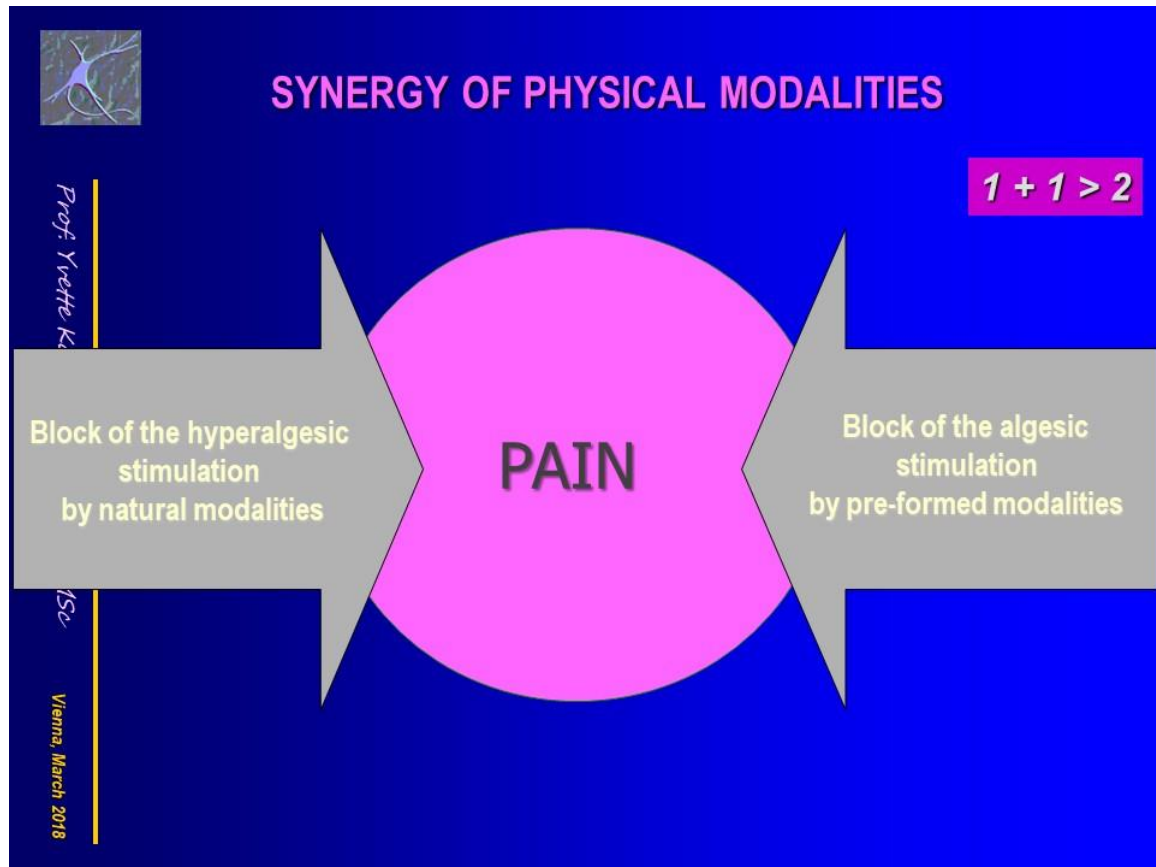 SYNERGY OF PHYSICAL MODALITIES
1 + 1 > 2
Prof. Yvette
Block of the hyperalgesic
stimulation
by natural modalities
PAIN
Block of the algesic
stimulation
by pre-formed modalities
Vienna, March 2018